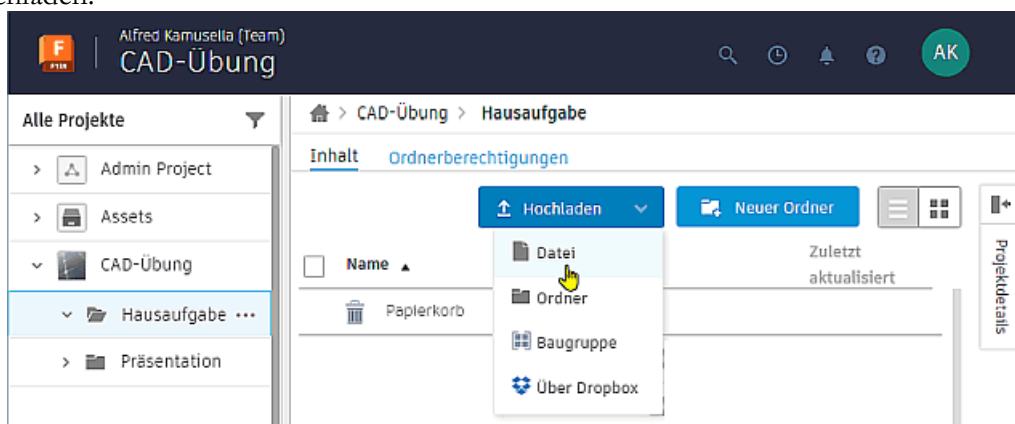 chladen.
Alfred Kamusella (Team)
CAD-Übung
AK
Alle Projekte
CAD-Übung > Hausaufgabe
Inhalt Ordnerberechtigungen
> Admin Project
> Assets
CAD-Übung
Hausaufgabe ...
> Präsentation
Hochladen
Neuer Ordner
Name
Zuletzt
aktualisiert
Papierkorb
Datei
Ordner
Baugruppe
Über Dropbox
Projektdetails